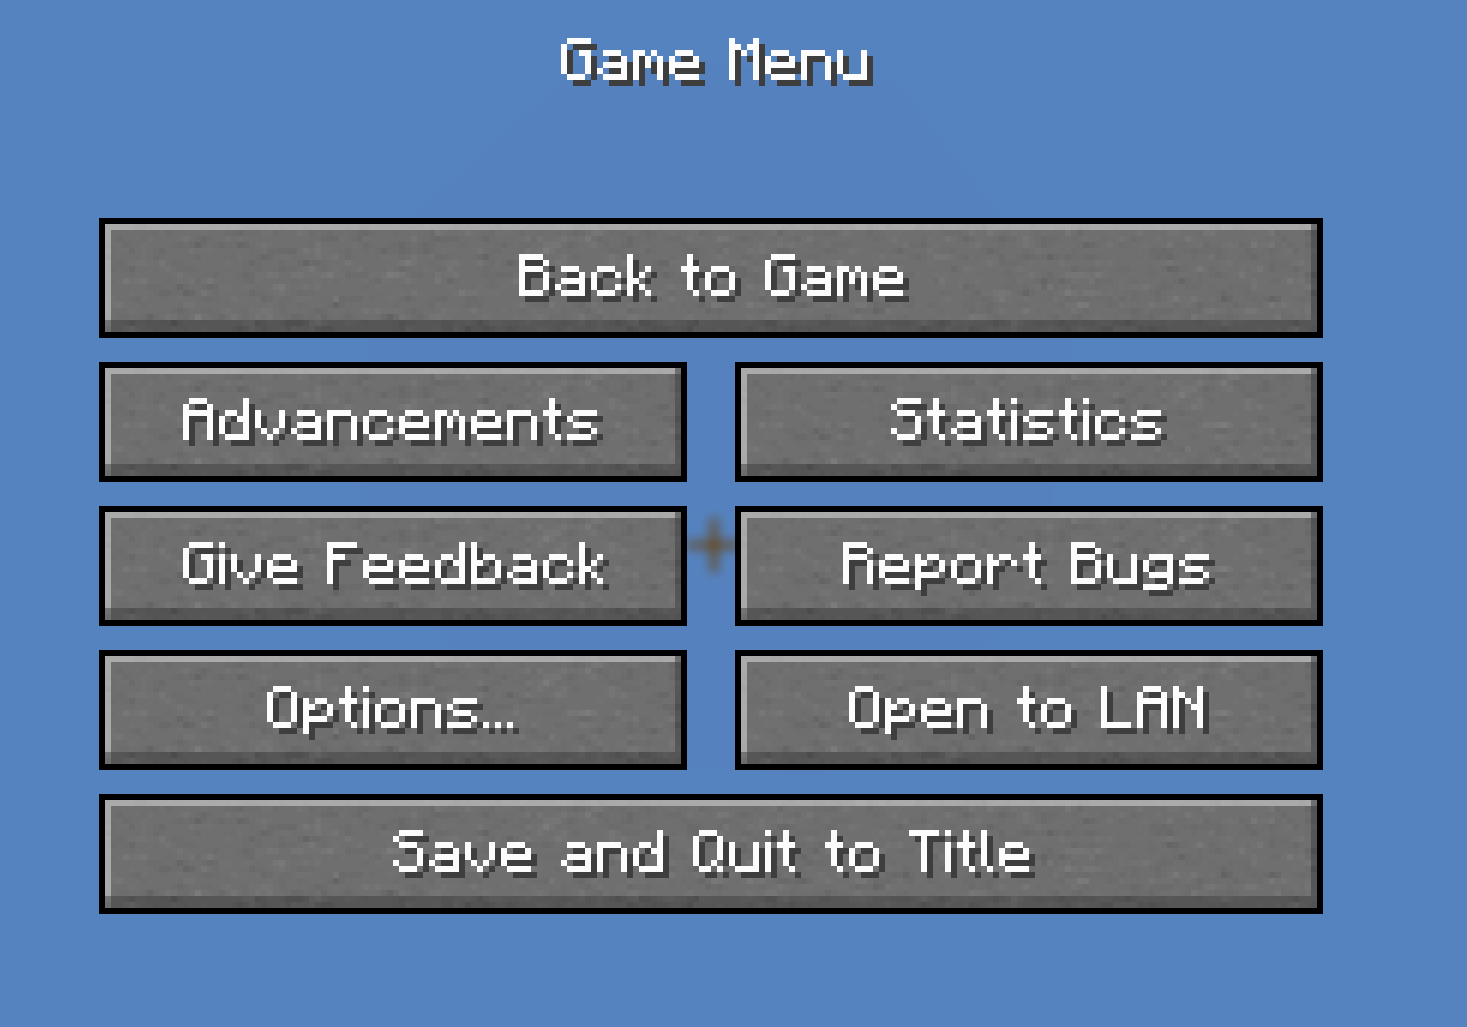 Game Menu
Back to Game
Advancements
Statistics
Give Feedback
Report Bugs
Options...
Open to LAN
Save and Quit to Title